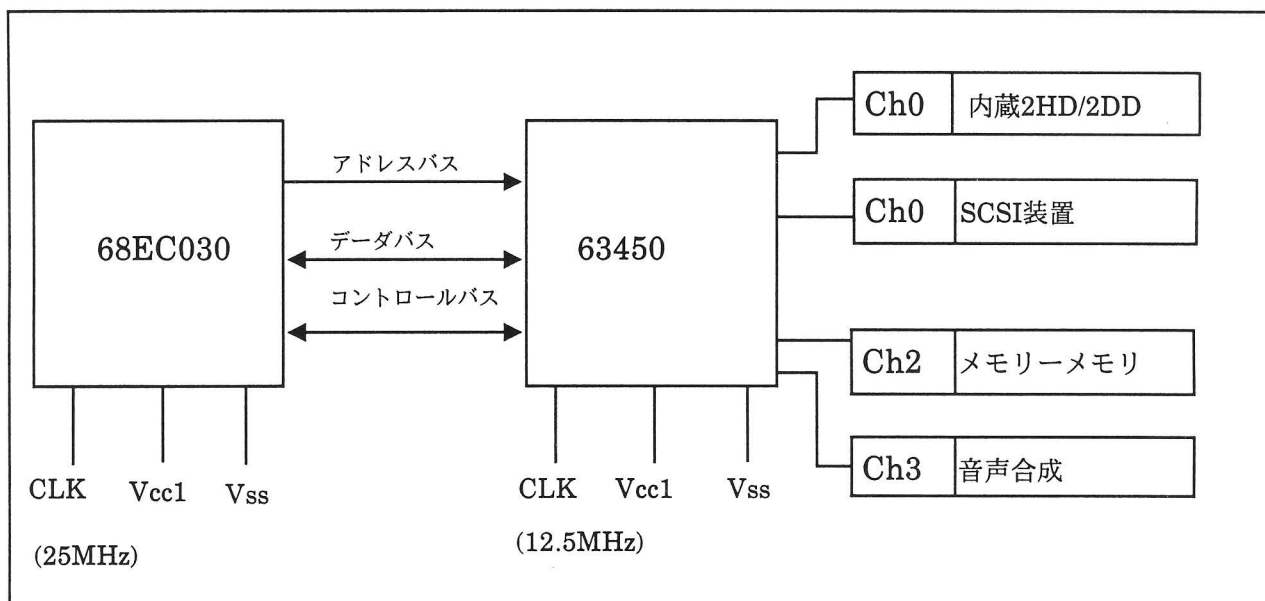 68EC030
アドレスバス
データバス
コントロールバス
63450
Ch0 内蔵2HD/2DD
Ch0 SCSI装置
Ch2 メモリーメモリ
Ch3 音声合成
CLK Vcc1 Vss
(25MHz)
CLK Vcc1 Vss
(12.5MHz)